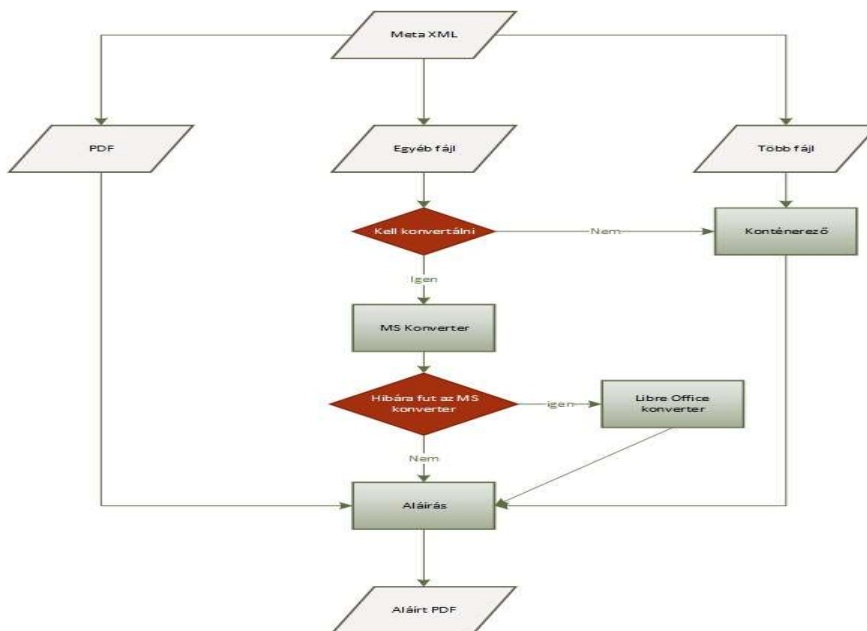 Meta XML
PDF
Egyéb fájl
Több fájl
Kell konvertálni
Nem
Konténerező
Igen
MS Konverter
Hibára fut az MS
konverter
igen
Libre Office
konverter
Nem
Aláírás
Aláírt PDF